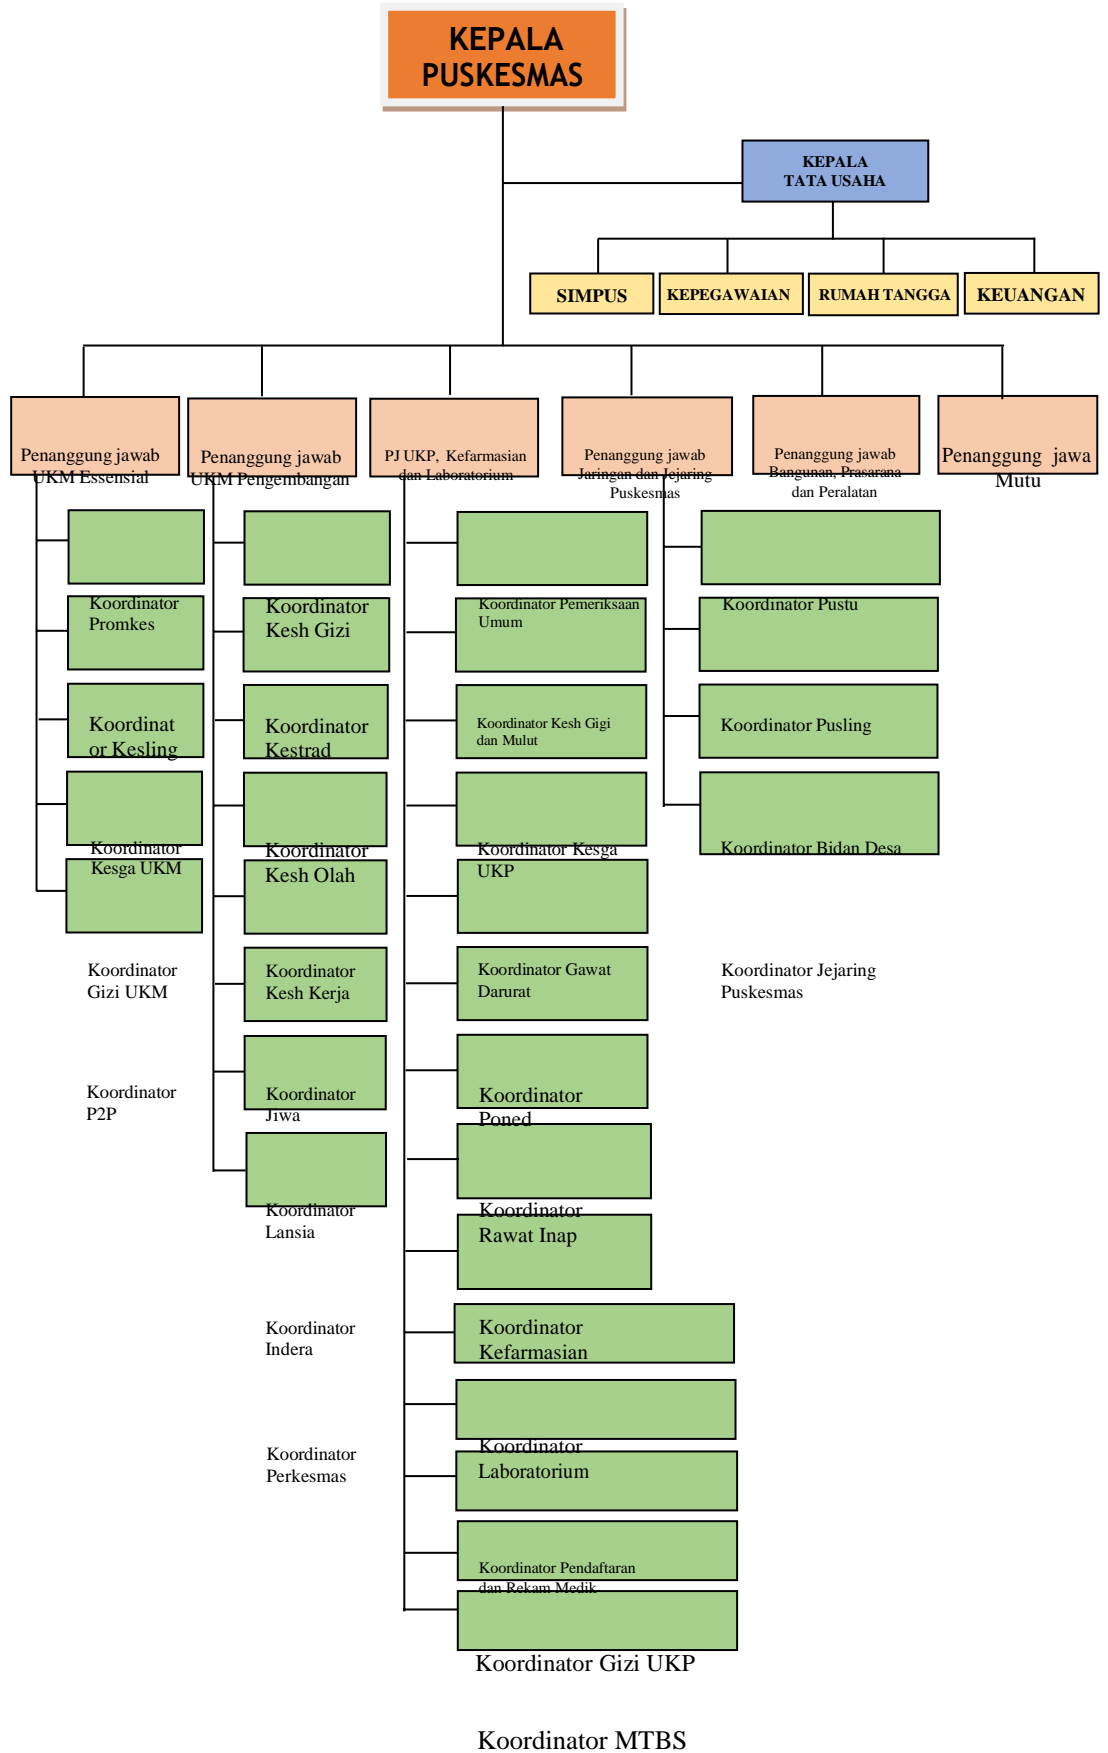 KEPALA
PUSKESMAS
KEPALA
TATA USAHA
SIMPUS
KEPEGAWAIAN
RUMAH TANGGA
KEUANGAN
Penanggung jawab
UKM Essensial
Penanggung jawab
UKM Pengembangan
PJ UKP, Kefarmasian
dan Laboratorium
Penanggung jawab
Jaringan dan Jejaring
Puskesmas
Penanggung jawab
Bangunan, Prasarana
dan Peralatan
Penanggung jawa
Mutu
Koordinator
Promkes
Koordinat
or Kesling
Koordinator
Kesga UKM
Koordinator
Gizi UKM
Koordinator
P2P
Koordinator
Kesh Gizi
Koordinator
Kestrad
Koordinator
Kesh Olah
Koordinator
Kesh Kerja
Koordinator
Jiwa
Koordinator
Lansia
Koordinator
Indera
Koordinator
Perkesmas
Koordinator Pemeriksaan
Umum
Koordinator Kesh Gigi
dan Mulut
Koordinator Kesga
UKP
Koordinator Gawat
Darurat
Koordinator
Poned
Koordinator
Rawat Inap
Koordinator
Kefarmasian
Koordinator
Laboratorium
Koordinator Pendaftaran
dan Rekam Medik
Koordinator Gizi UKP
Koordinator MTBS
Koordinator Pustu
Koordinator Pusling
Koordinator Bidan Desa
Koordinator Jejaring
Puskesmas